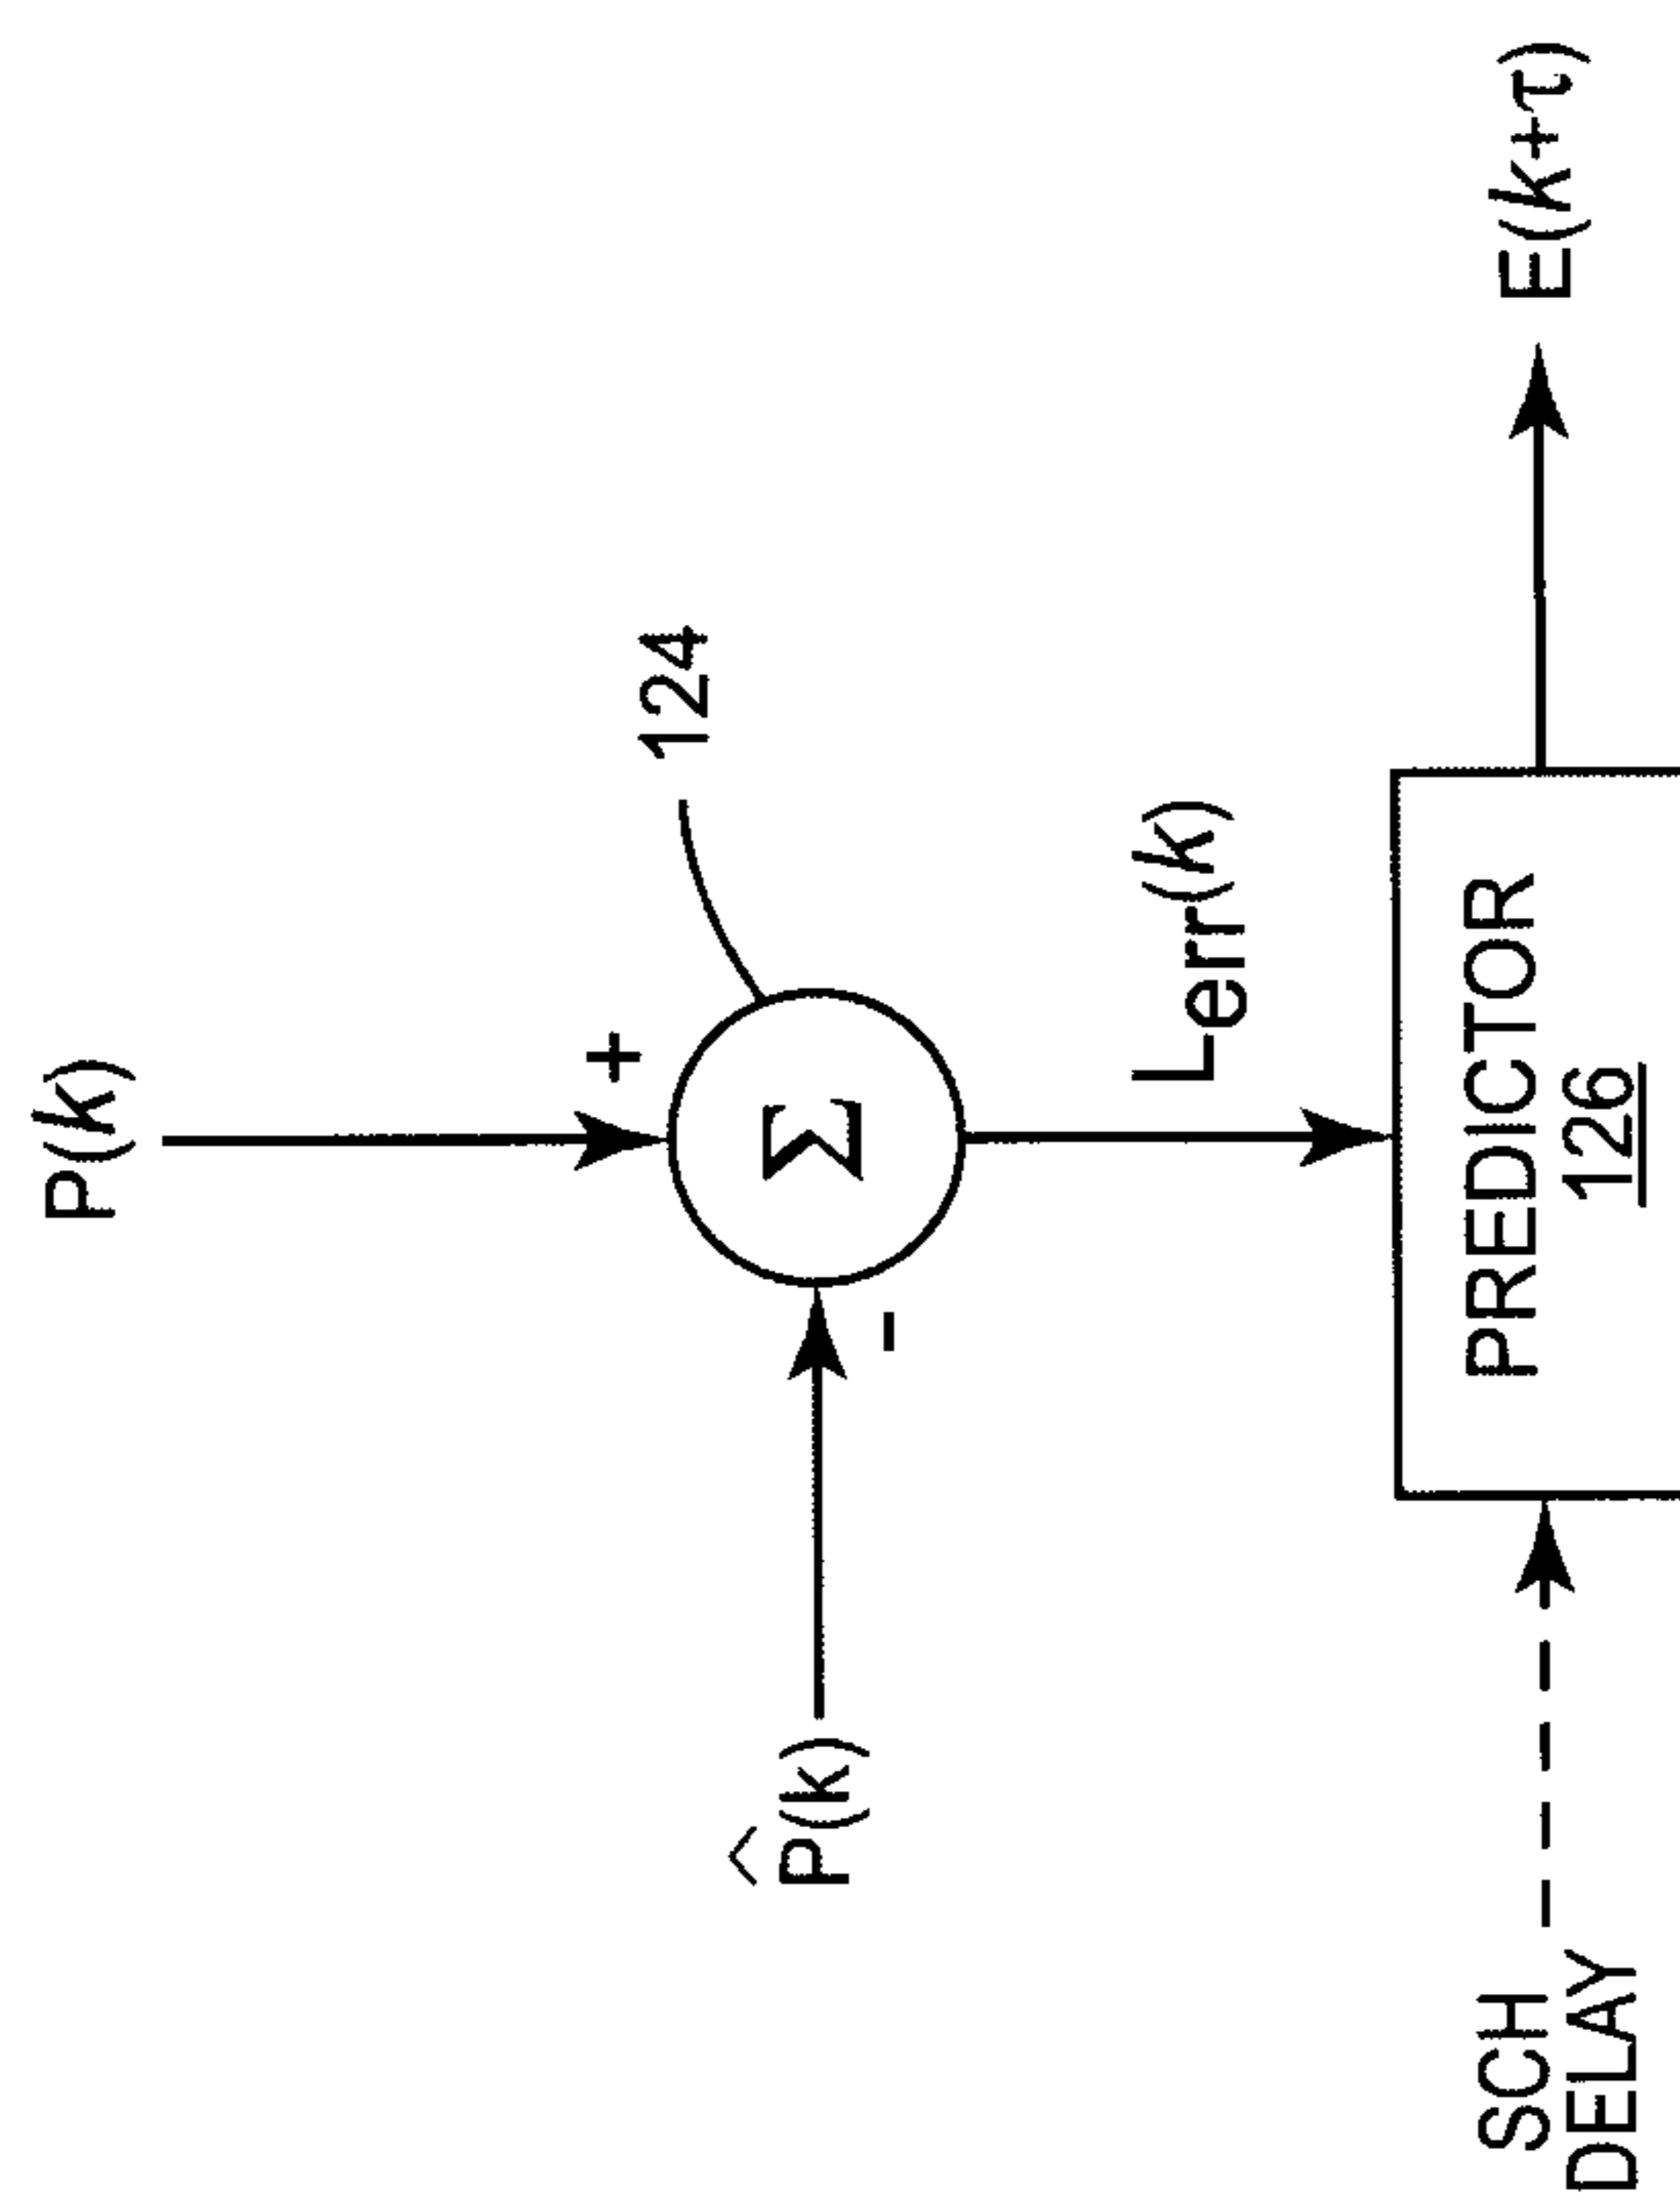 P(k)
+
124
Σ
P̂(k)
-
Lerr(k)
SCH
DELAY
PREDICTOR
126
E(k+τ)